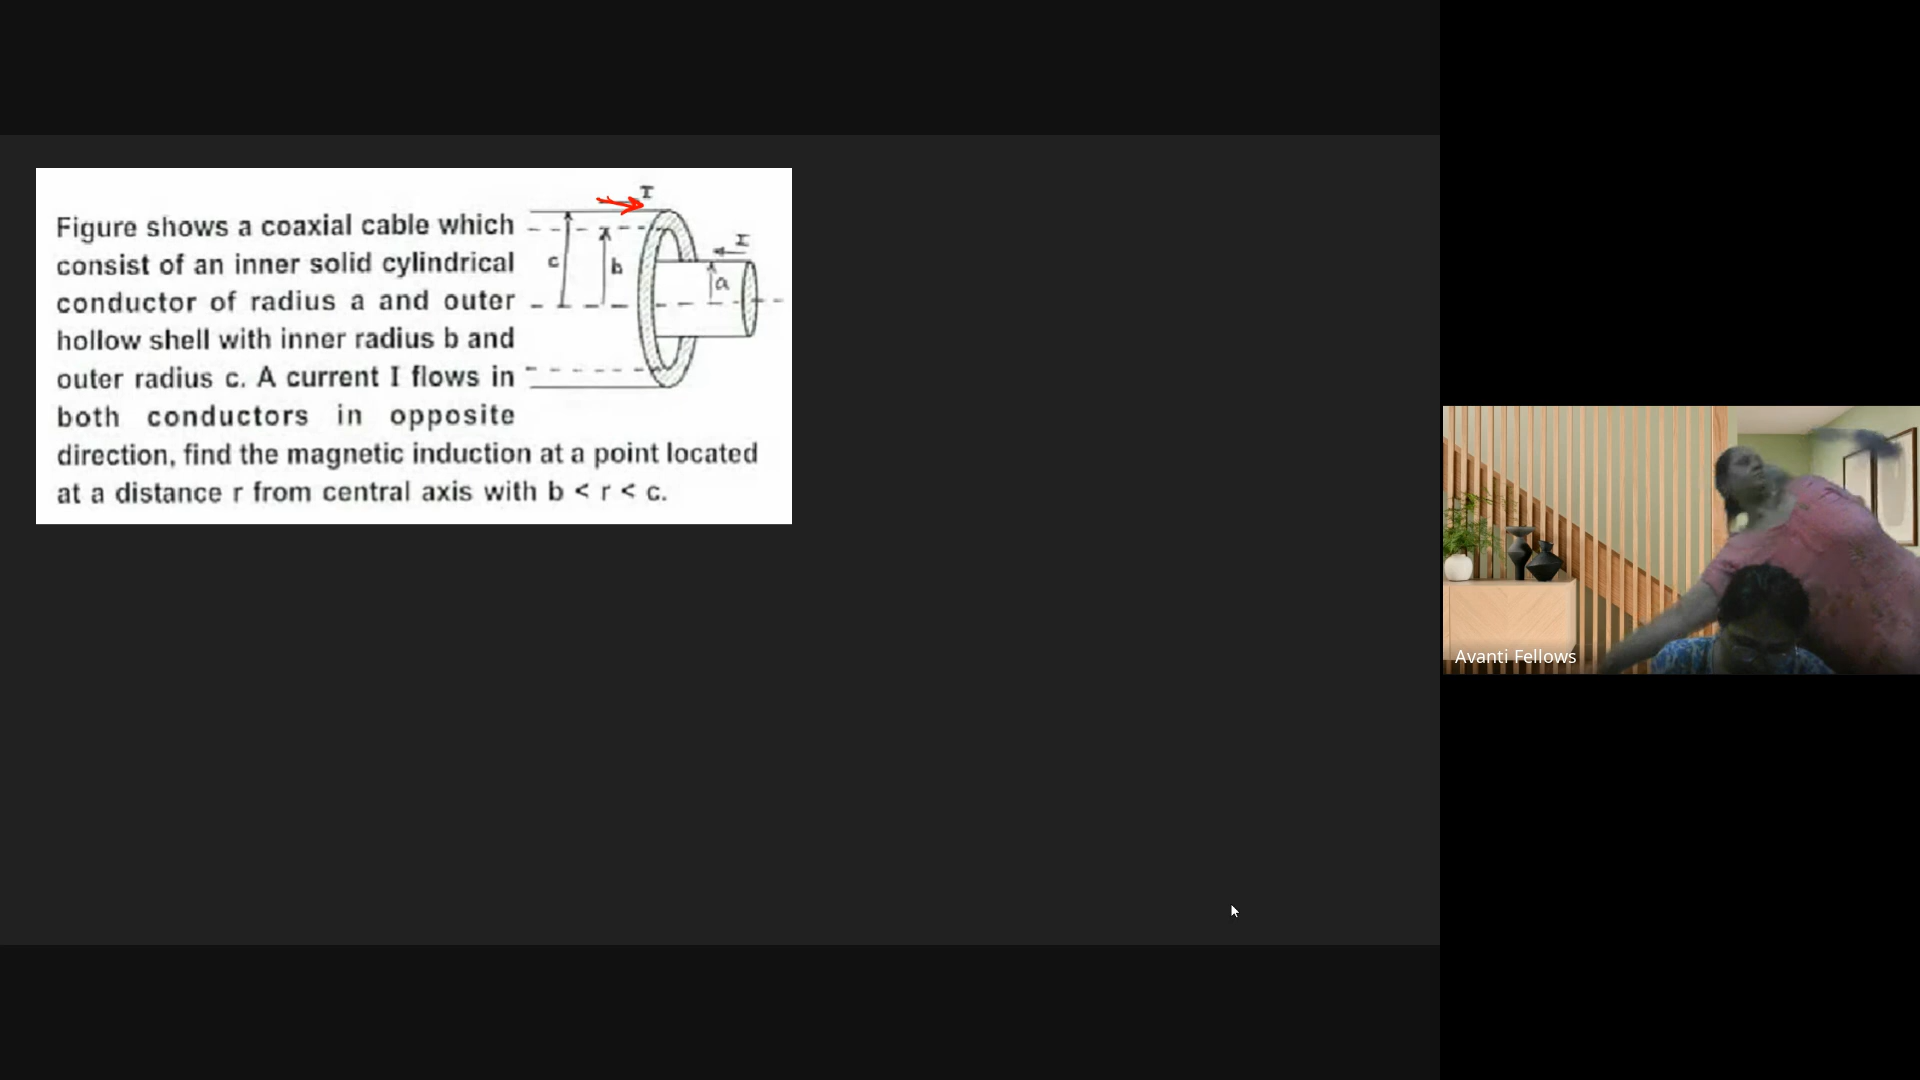 Figure shows a coaxial cable which
consist of an inner solid cylindrical
conductor of radius a and outer
hollow shell with inner radius b and
outer radius c. A current I flows in
both conductors in opposite
direction, find the magnetic induction at a point located
at a distance r from central axis with b < r < c.
I
I
c
b
a
Avanti Fellows